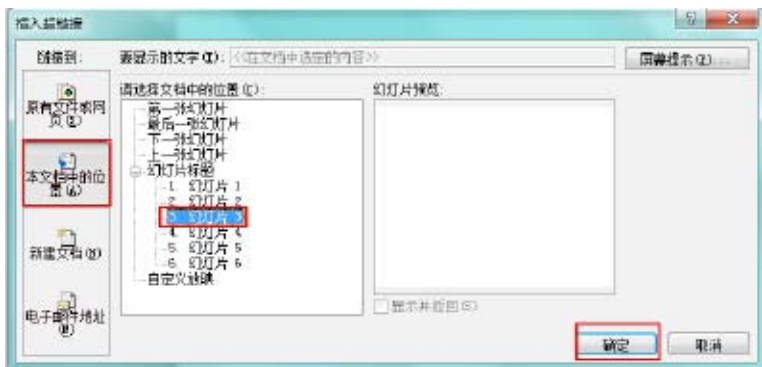 插入超链接
链接到:
要显示的文字(T): <<在文档中选定的内容>>
屏幕提示(P)...
原有文件或网
页(X)
本文档中的位
置(A)
新建文档(N)
电子邮件地址
(M)
请选择文档中的位置(C):
第一张幻灯片
最后一张幻灯片
下一张幻灯片
上一张幻灯片
幻灯片标题
1. 幻灯片 1
2. 幻灯片 2
3. 幻灯片 3
4. 幻灯片 4
5. 幻灯片 5
6. 幻灯片 6
自定义放映
幻灯片预览:
显示并返回(S)
确定
取消